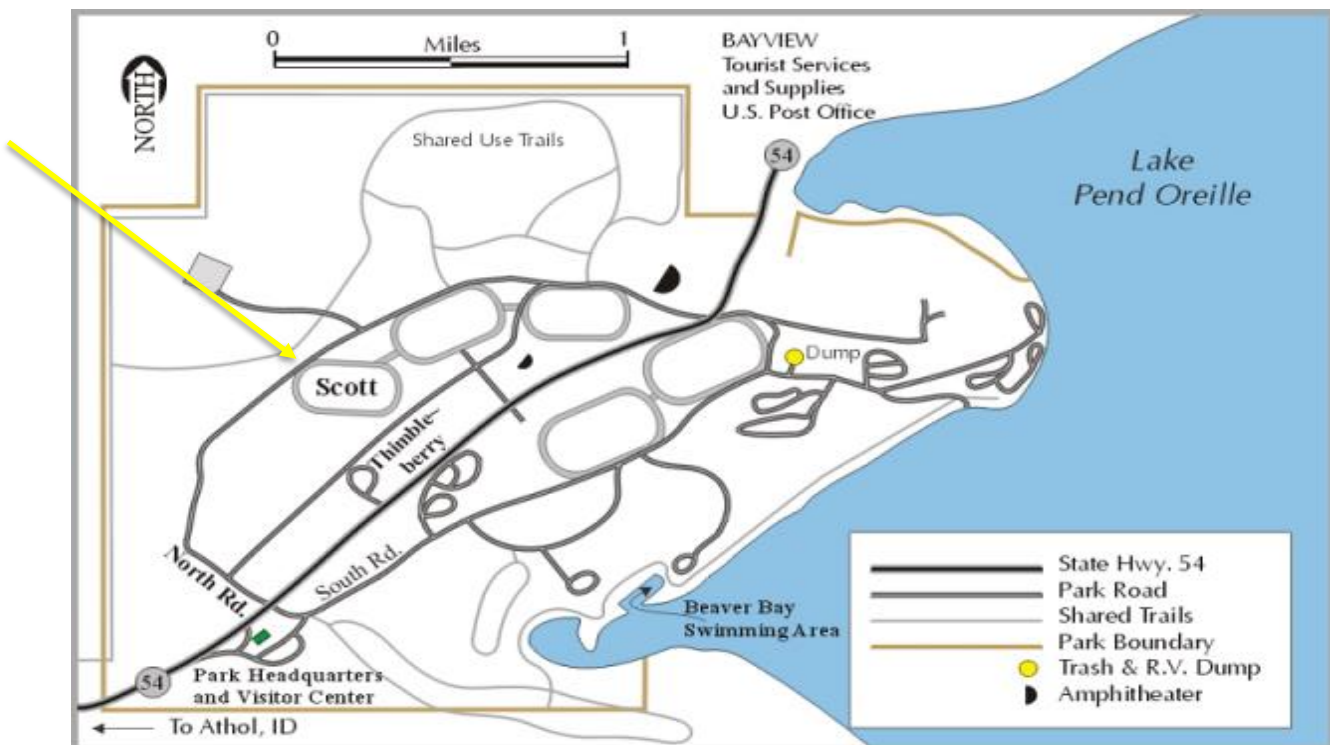 0 Miles 1
NORTH
BAYVIEW
Tourist Services
and Supplies
U.S. Post Office
54
Shared Use Trails
Lake
Pend Oreille
Dump
Scott
Thimble-
berry
South Rd.
North Rd.
Beaver Bay
Swimming Area
Park Headquarters
and Visitor Center
54
To Athol, ID
State Hwy. 54
Park Road
Shared Trails
Park Boundary
Trash & R.V. Dump
Amphitheater